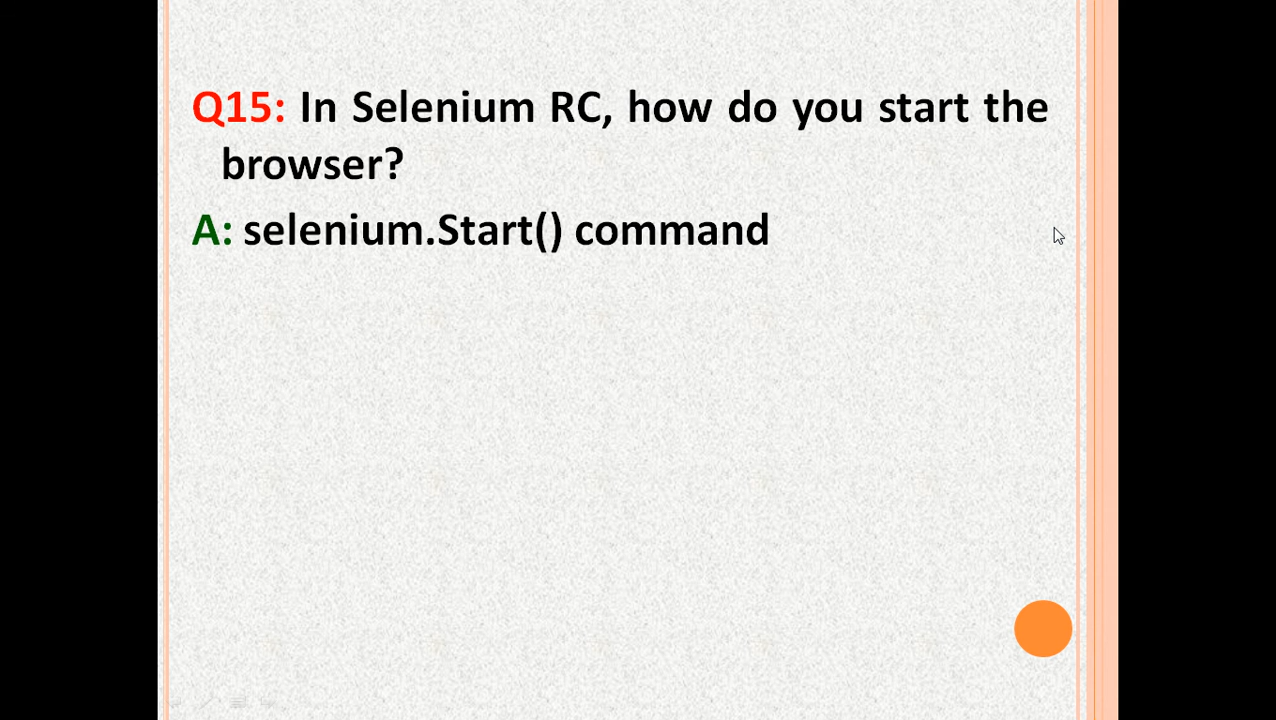 Q15: In Selenium RC, how do you start the
browser?
A: selenium.Start() command